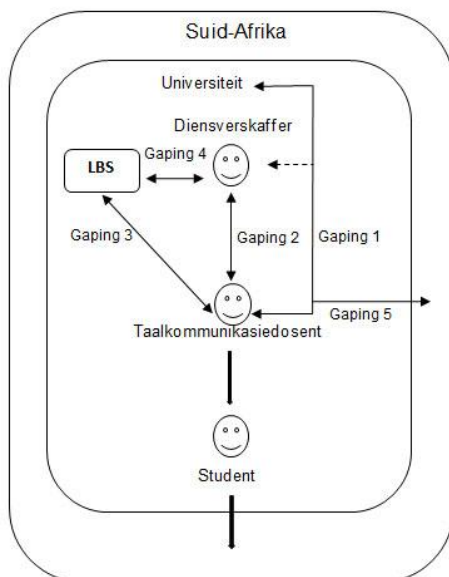 Suid-Afrika
Universiteit
Diensverskaffer
LBS
Gaping 4
Gaping 3
Gaping 2
Gaping 1
Gaping 5
Taalkommunikasiedosent
Student